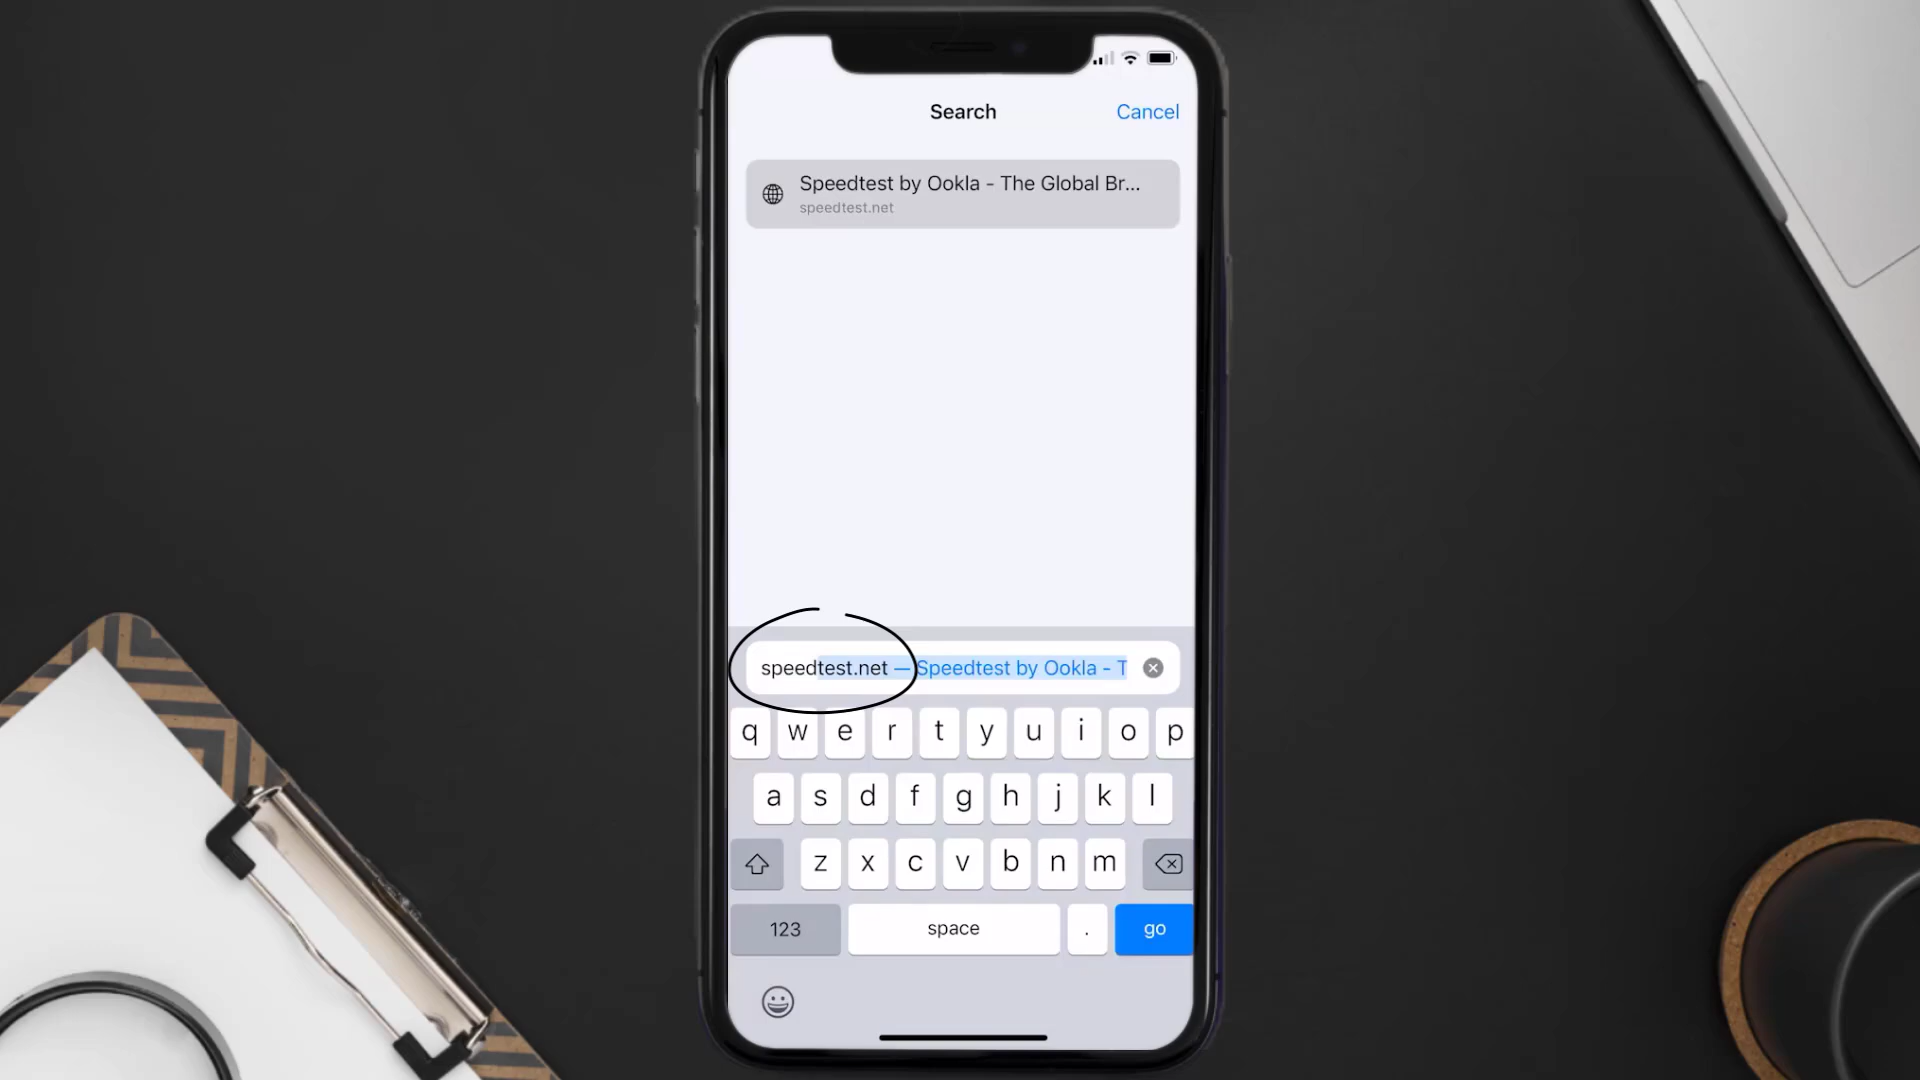 Search
Cancel
Speedtest by Ookla - The Global Br...
speedtest.net
speedtest.net — Speedtest by Ookla - T
q w e r t y u i o p
a s d f g h j k l
z x c v b n m
123 space . go